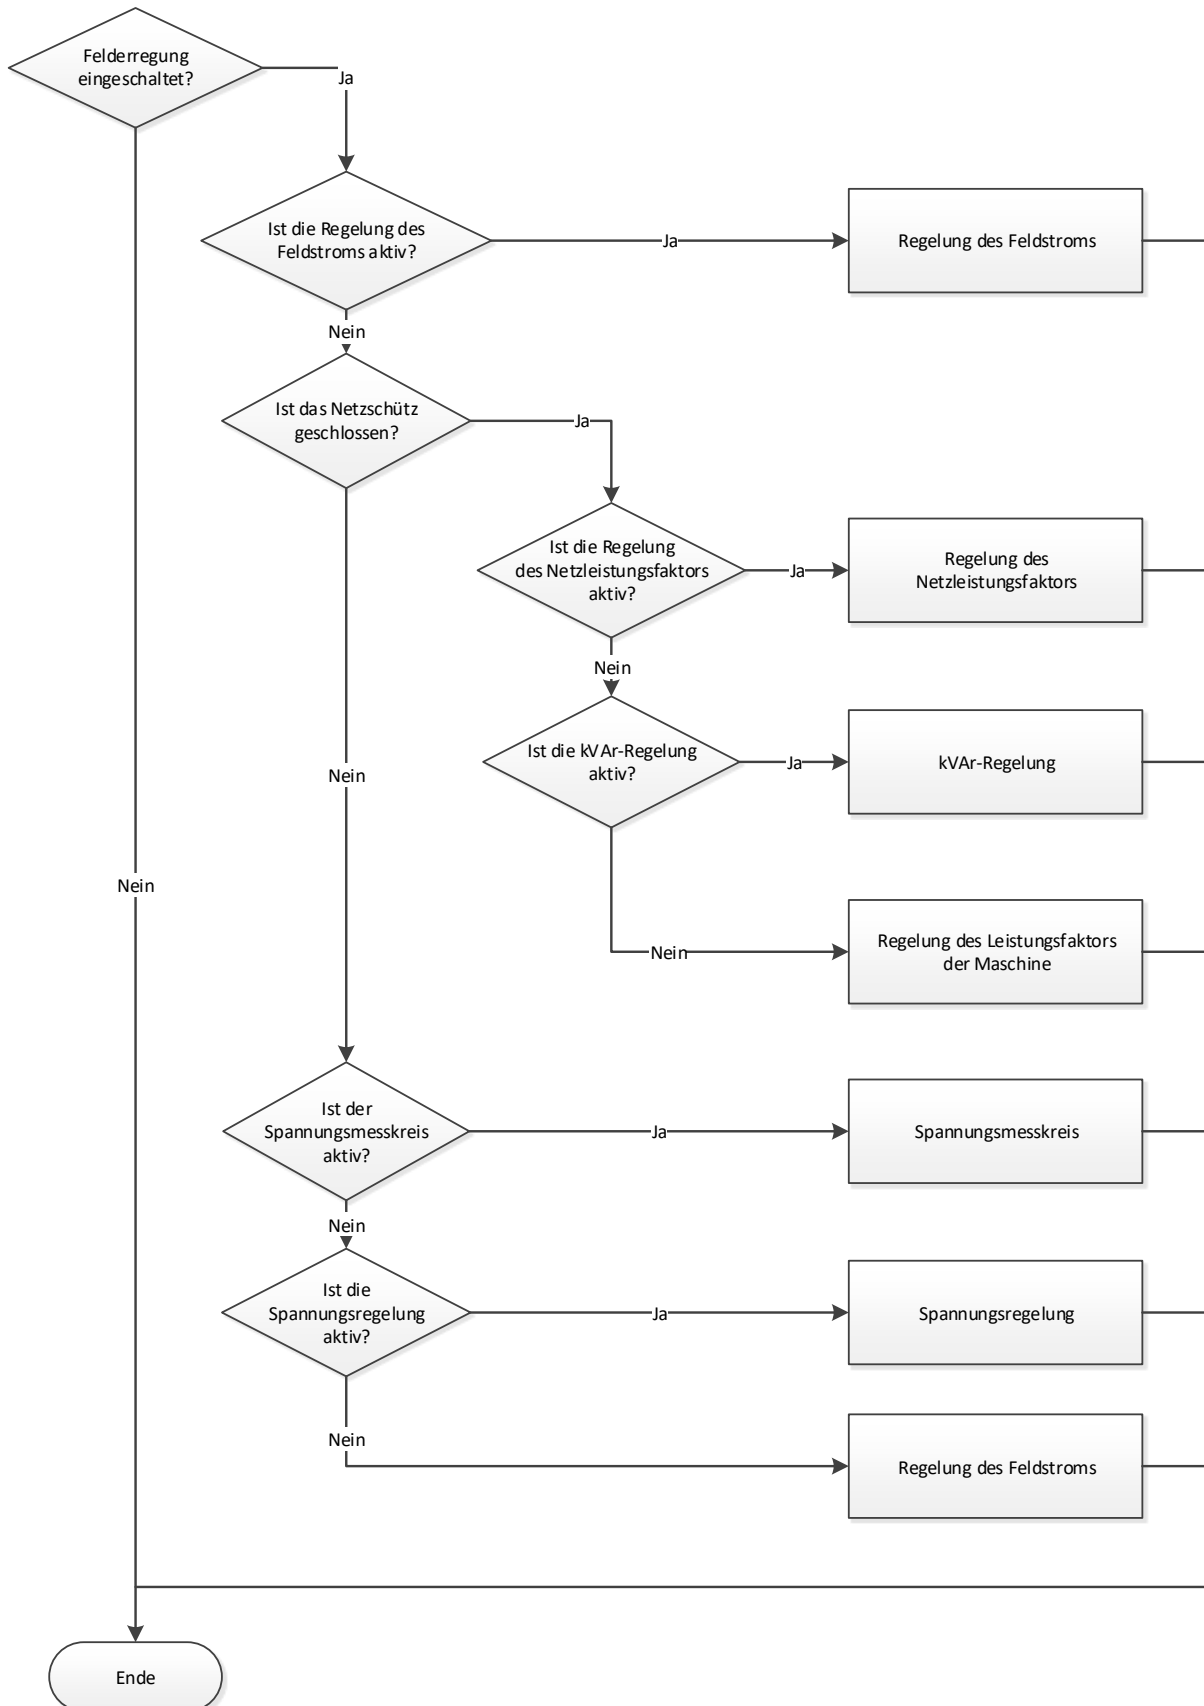 Felderregung
eingeschaltet?
Ja
Ist die Regelung des
Feldstroms aktiv?
Ja
Regelung des Feldstroms
Nein
Ist das Netzschütz
geschlossen?
Ja
Ist die Regelung
des Netzleistungsfaktors
aktiv?
Ja
Regelung des
Netzleistungsfaktors
Nein
Ist die kVAr-Regelung
aktiv?
Ja
kVAr-Regelung
Nein
Nein
Nein
Regelung des Leistungsfaktors
der Maschine
Ist der
Spannungsmesskreis
aktiv?
Ja
Spannungsmesskreis
Nein
Ist die
Spannungsregelung
aktiv?
Ja
Spannungsregelung
Nein
Regelung des Feldstroms
Ende